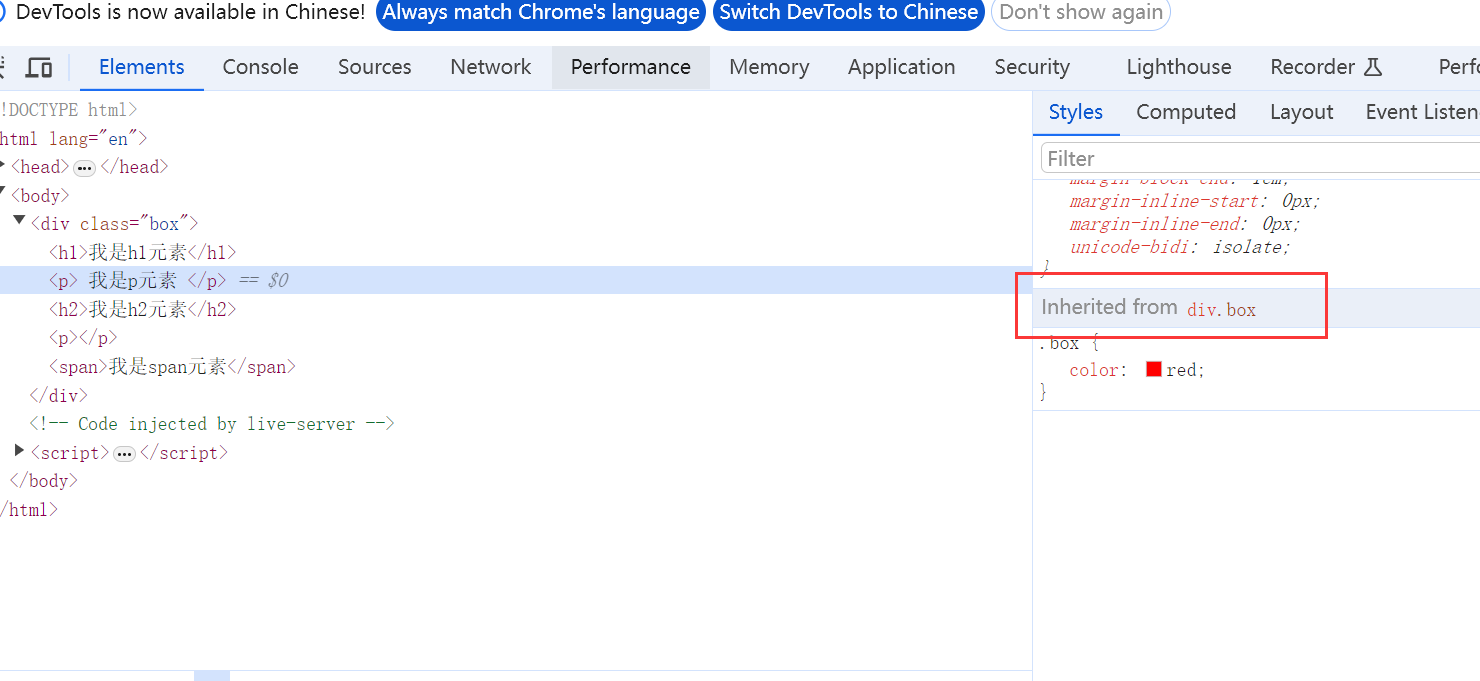 DevTools is now available in Chinese! Always match Chrome's language Switch DevTools to Chinese Don't show again
Elements Console Sources Network Performance Memory Application Security Lighthouse Recorder Perfo
!DOCTYPE html>
html lang="en">
<head>…</head>
<body>
<div class="box">
<h1>我是h1元素</h1>
<p> 我是p元素 </p> == $0
<h2>我是h2元素</h2>
<p></p>
<span>我是span元素</span>
</div>
<!-- Code injected by live-server -->
<script>…</script>
</body>
/html>
Styles Computed Layout Event Listen
Filter
margin-block-end: 1em;
margin-inline-start: 0px;
margin-inline-end: 0px;
unicode-bidi: isolate;
}
Inherited from div.box
.box {
color: red;
}